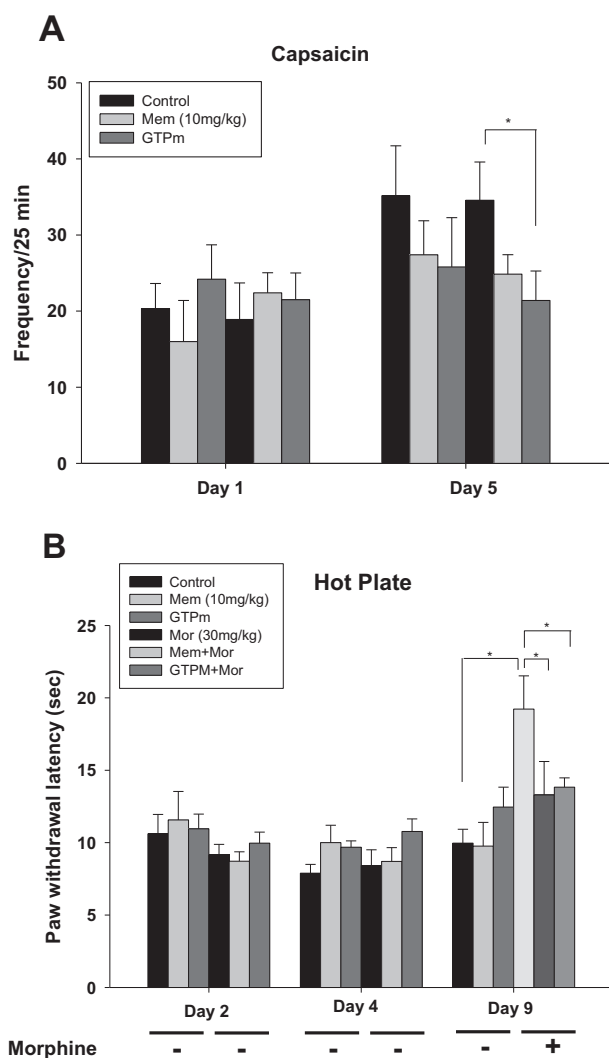 A
Capsaicin
50
40
30
20
10
0
Frequency/25 min
Control
Mem (10mg/kg)
GTPm
*
Day 1 Day 5
B
Hot Plate
25
20
15
10
5
0
Paw withdrawal latency (sec)
Control
Mem (10mg/kg)
GTPm
Mor (30mg/kg)
Mem+Mor
GTPM+Mor
*
* *
Day 2 Day 4 Day 9
Morphine - - - - - +